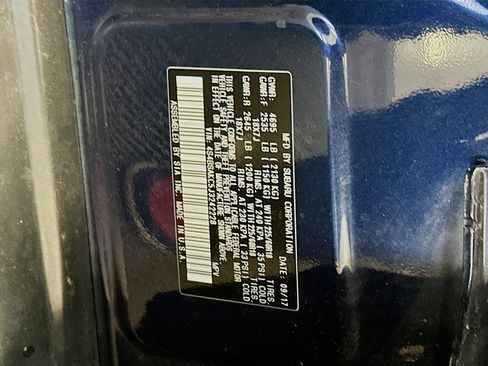 MFD. BY SUBARU CORPORATION DATE: 09/17
GVWR: 4695 LB (2130 KG)
GAWR:F 2535 LB (1150 KG) WITH 225/60R18 TIRES,
18X7J RIMS AT 240 KPA (35 PSI) COLD
GAWR:R 2645 LB (1200 KG) WITH 225/60R18 TIRES,
18X7J RIMS AT 230 KPA (33 PSI) COLD
THIS VEHICLE CONFORMS TO ALL APPLICABLE FEDERAL MOTOR
VEHICLE SAFETY AND THEFT PREVENTION STANDARDS
IN EFFECT ON THE DATE OF MANUFACTURE SHOWN ABOVE.
VIN: MPV
ASSEMBLED BY SIA INC. MADE IN U.S.A.